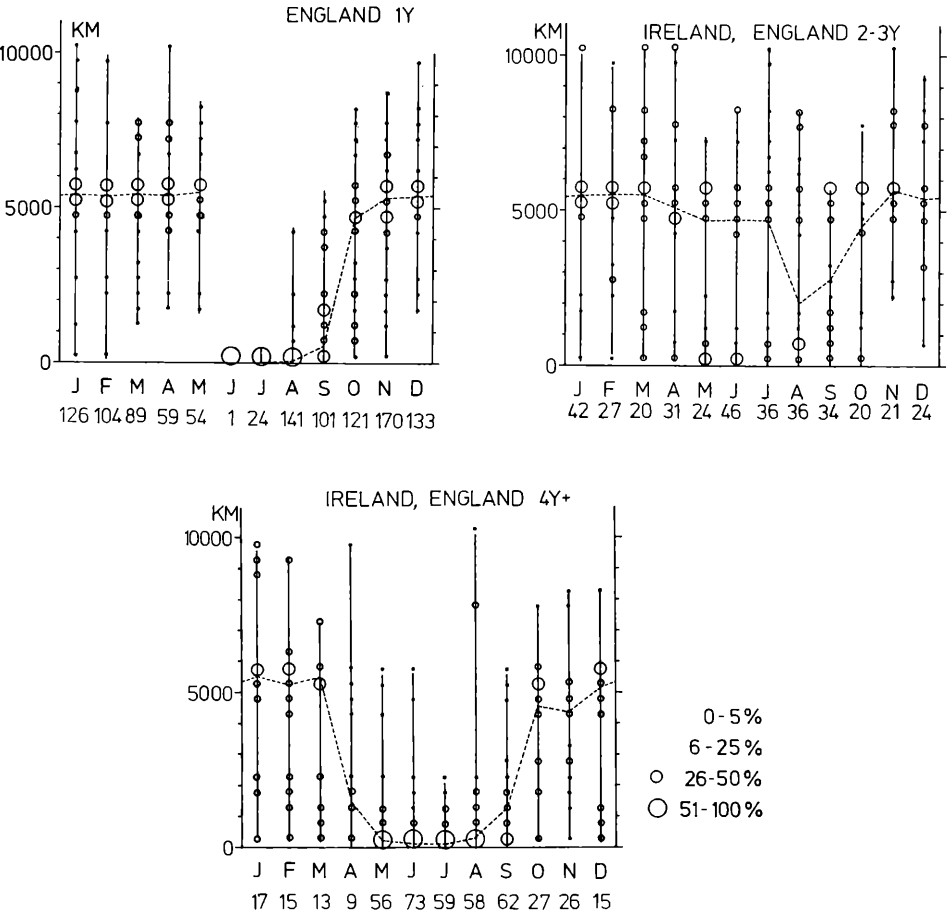 ENGLAND 1Y
KM
10000
5000
0
J F M A M J J A S O N D
126 104 89 59 54 1 24 141 101 121 170 133
IRELAND, ENGLAND 2-3Y
KM
10000
5000
0
J F M A M J J A S O N D
42 27 20 31 24 46 36 36 34 20 21 24
IRELAND, ENGLAND 4Y+
KM
10000
5000
0
J F M A M J J A S O N D
17 15 13 9 56 73 59 58 62 27 26 15
0-5%
6-25%
26-50%
51-100%